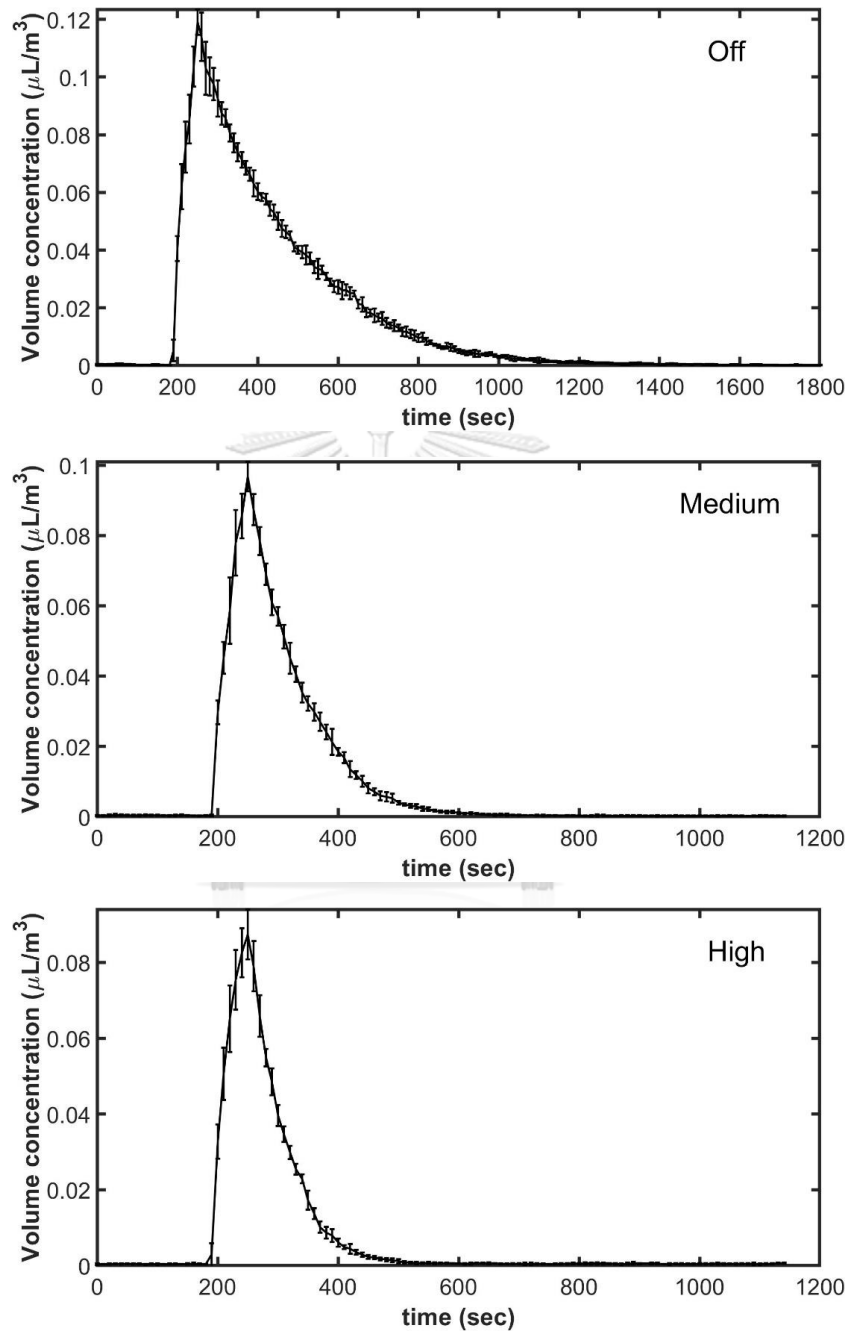 Off
Volume concentration (μL/m³)
0.12
0.1
0.08
0.06
0.04
0.02
0
0 200 400 600 800 1000 1200 1400 1600 1800
time (sec)
Medium
Volume concentration (μL/m³)
0.1
0.08
0.06
0.04
0.02
0
0 200 400 600 800 1000 1200
time (sec)
High
Volume concentration (μL/m³)
0.08
0.06
0.04
0.02
0
0 200 400 600 800 1000 1200
time (sec)